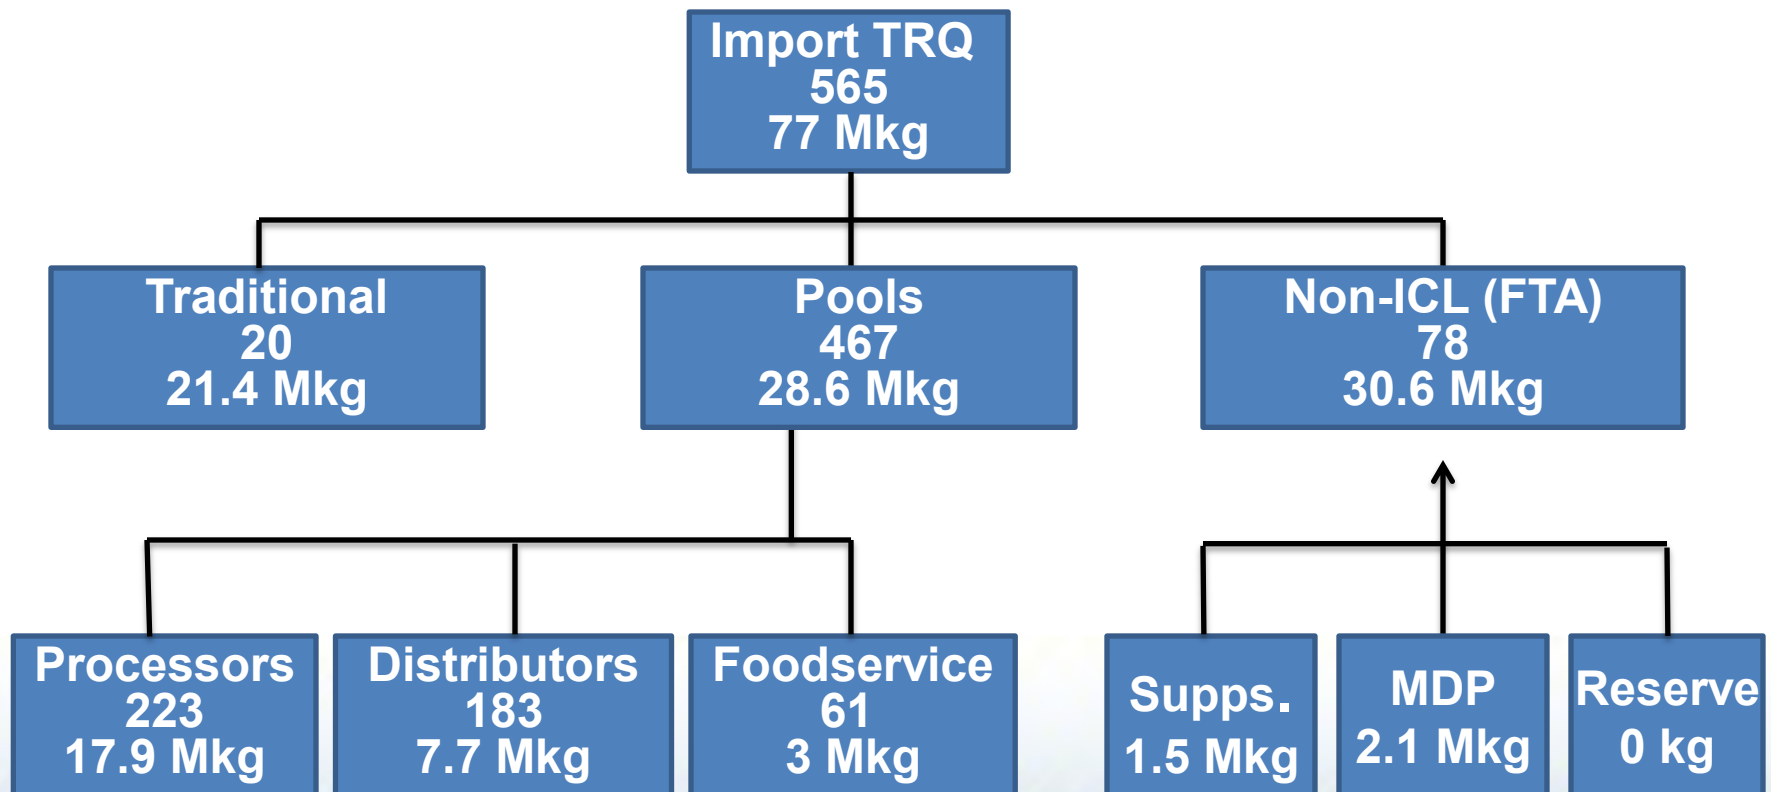 Import TRQ
565
77 Mkg
Traditional
20
21.4 Mkg
Pools
467
28.6 Mkg
Non-ICL (FTA)
78
30.6 Mkg
Processors
223
17.9 Mkg
Distributors
183
7.7 Mkg
Foodservice
61
3 Mkg
Supps.
1.5 Mkg
MDP
2.1 Mkg
Reserve
0 kg